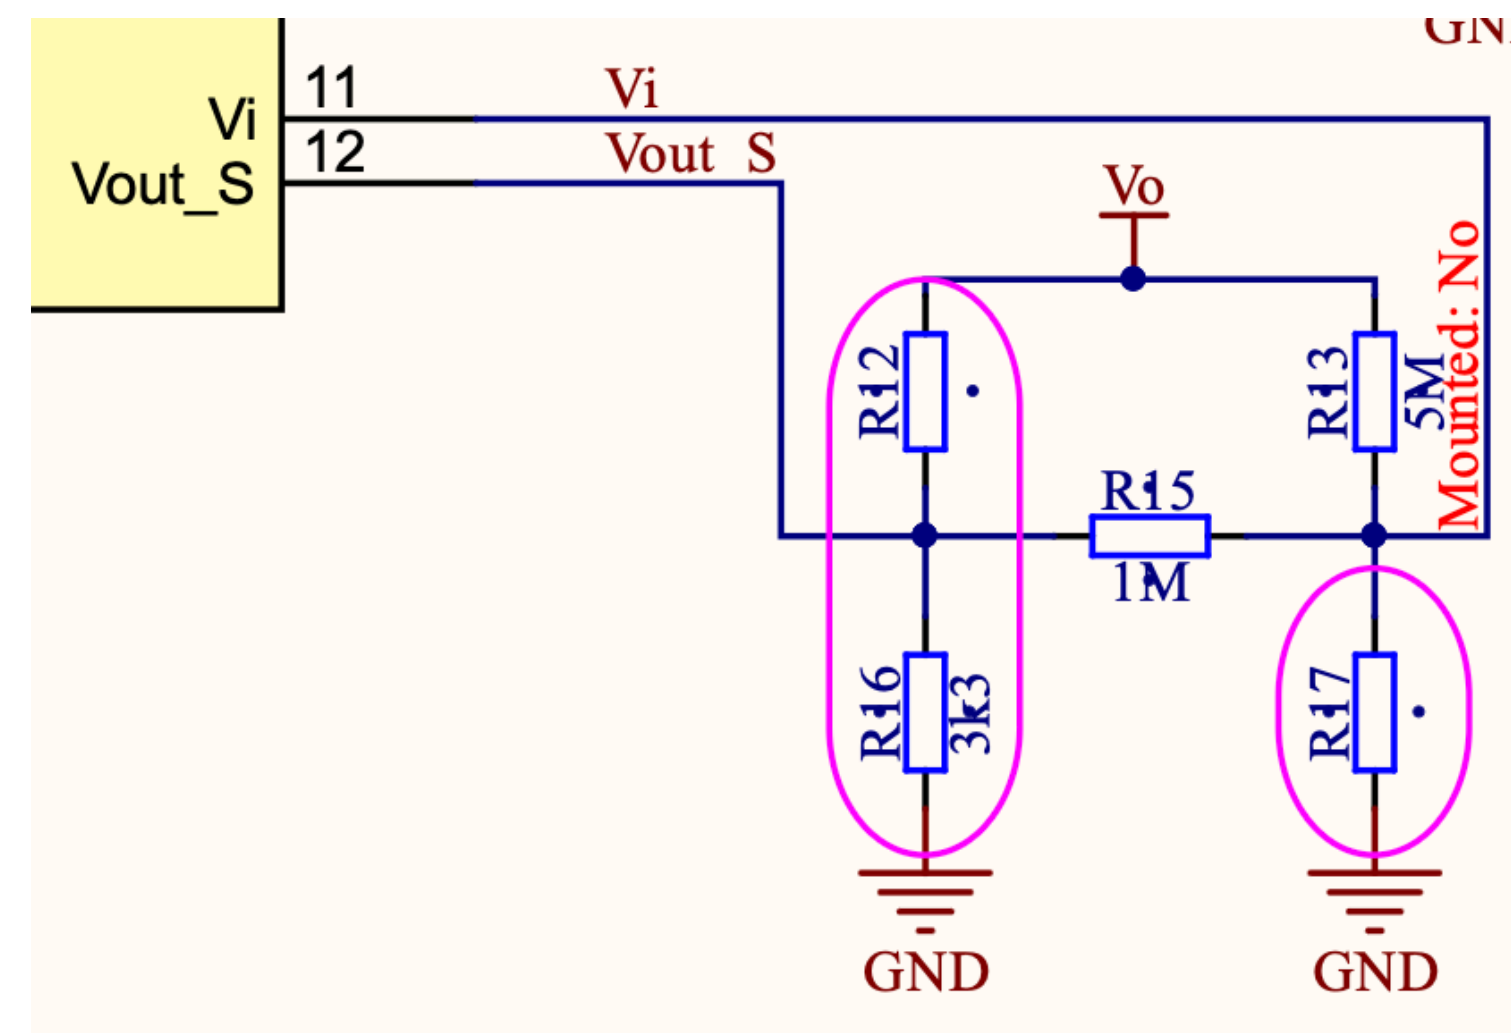 GN
11
Vi
Vi
12
Vout S
Vout_S
Vo
Mounted: No
R12
R13
5M
R15
1M
R16
3k3
R17
GND
GND